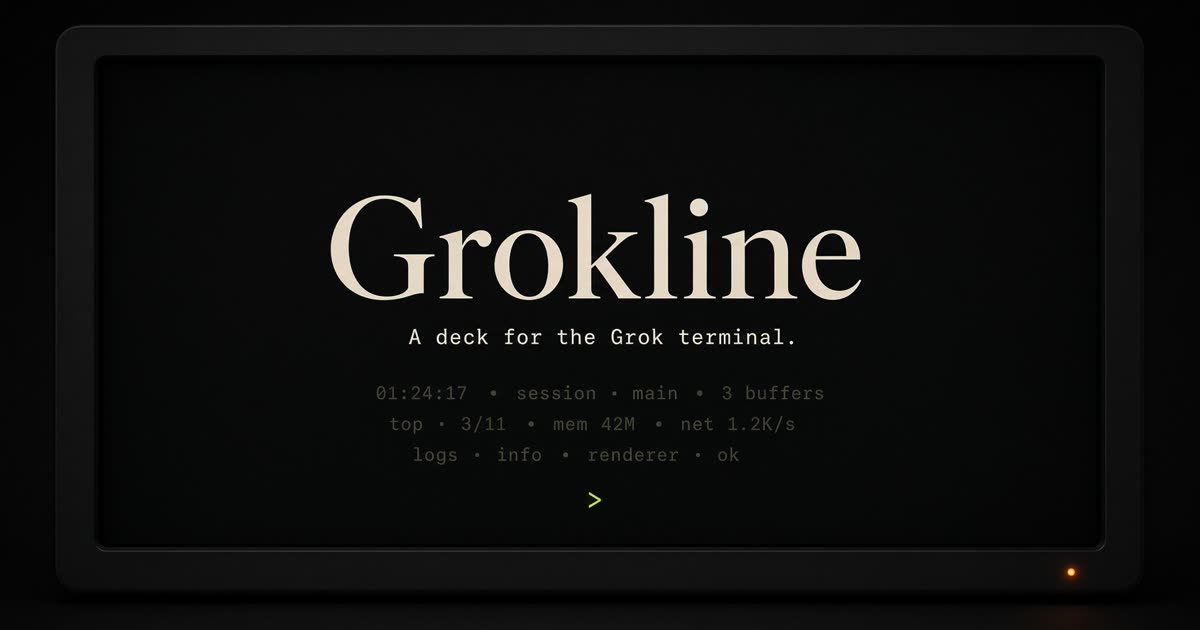 Grokline
A deck for the Grok terminal.
01:24:17 • session · main • 3 buffers
top · 3/11 • mem 42M • net 1.2K/s
logs · info • renderer · ok
>